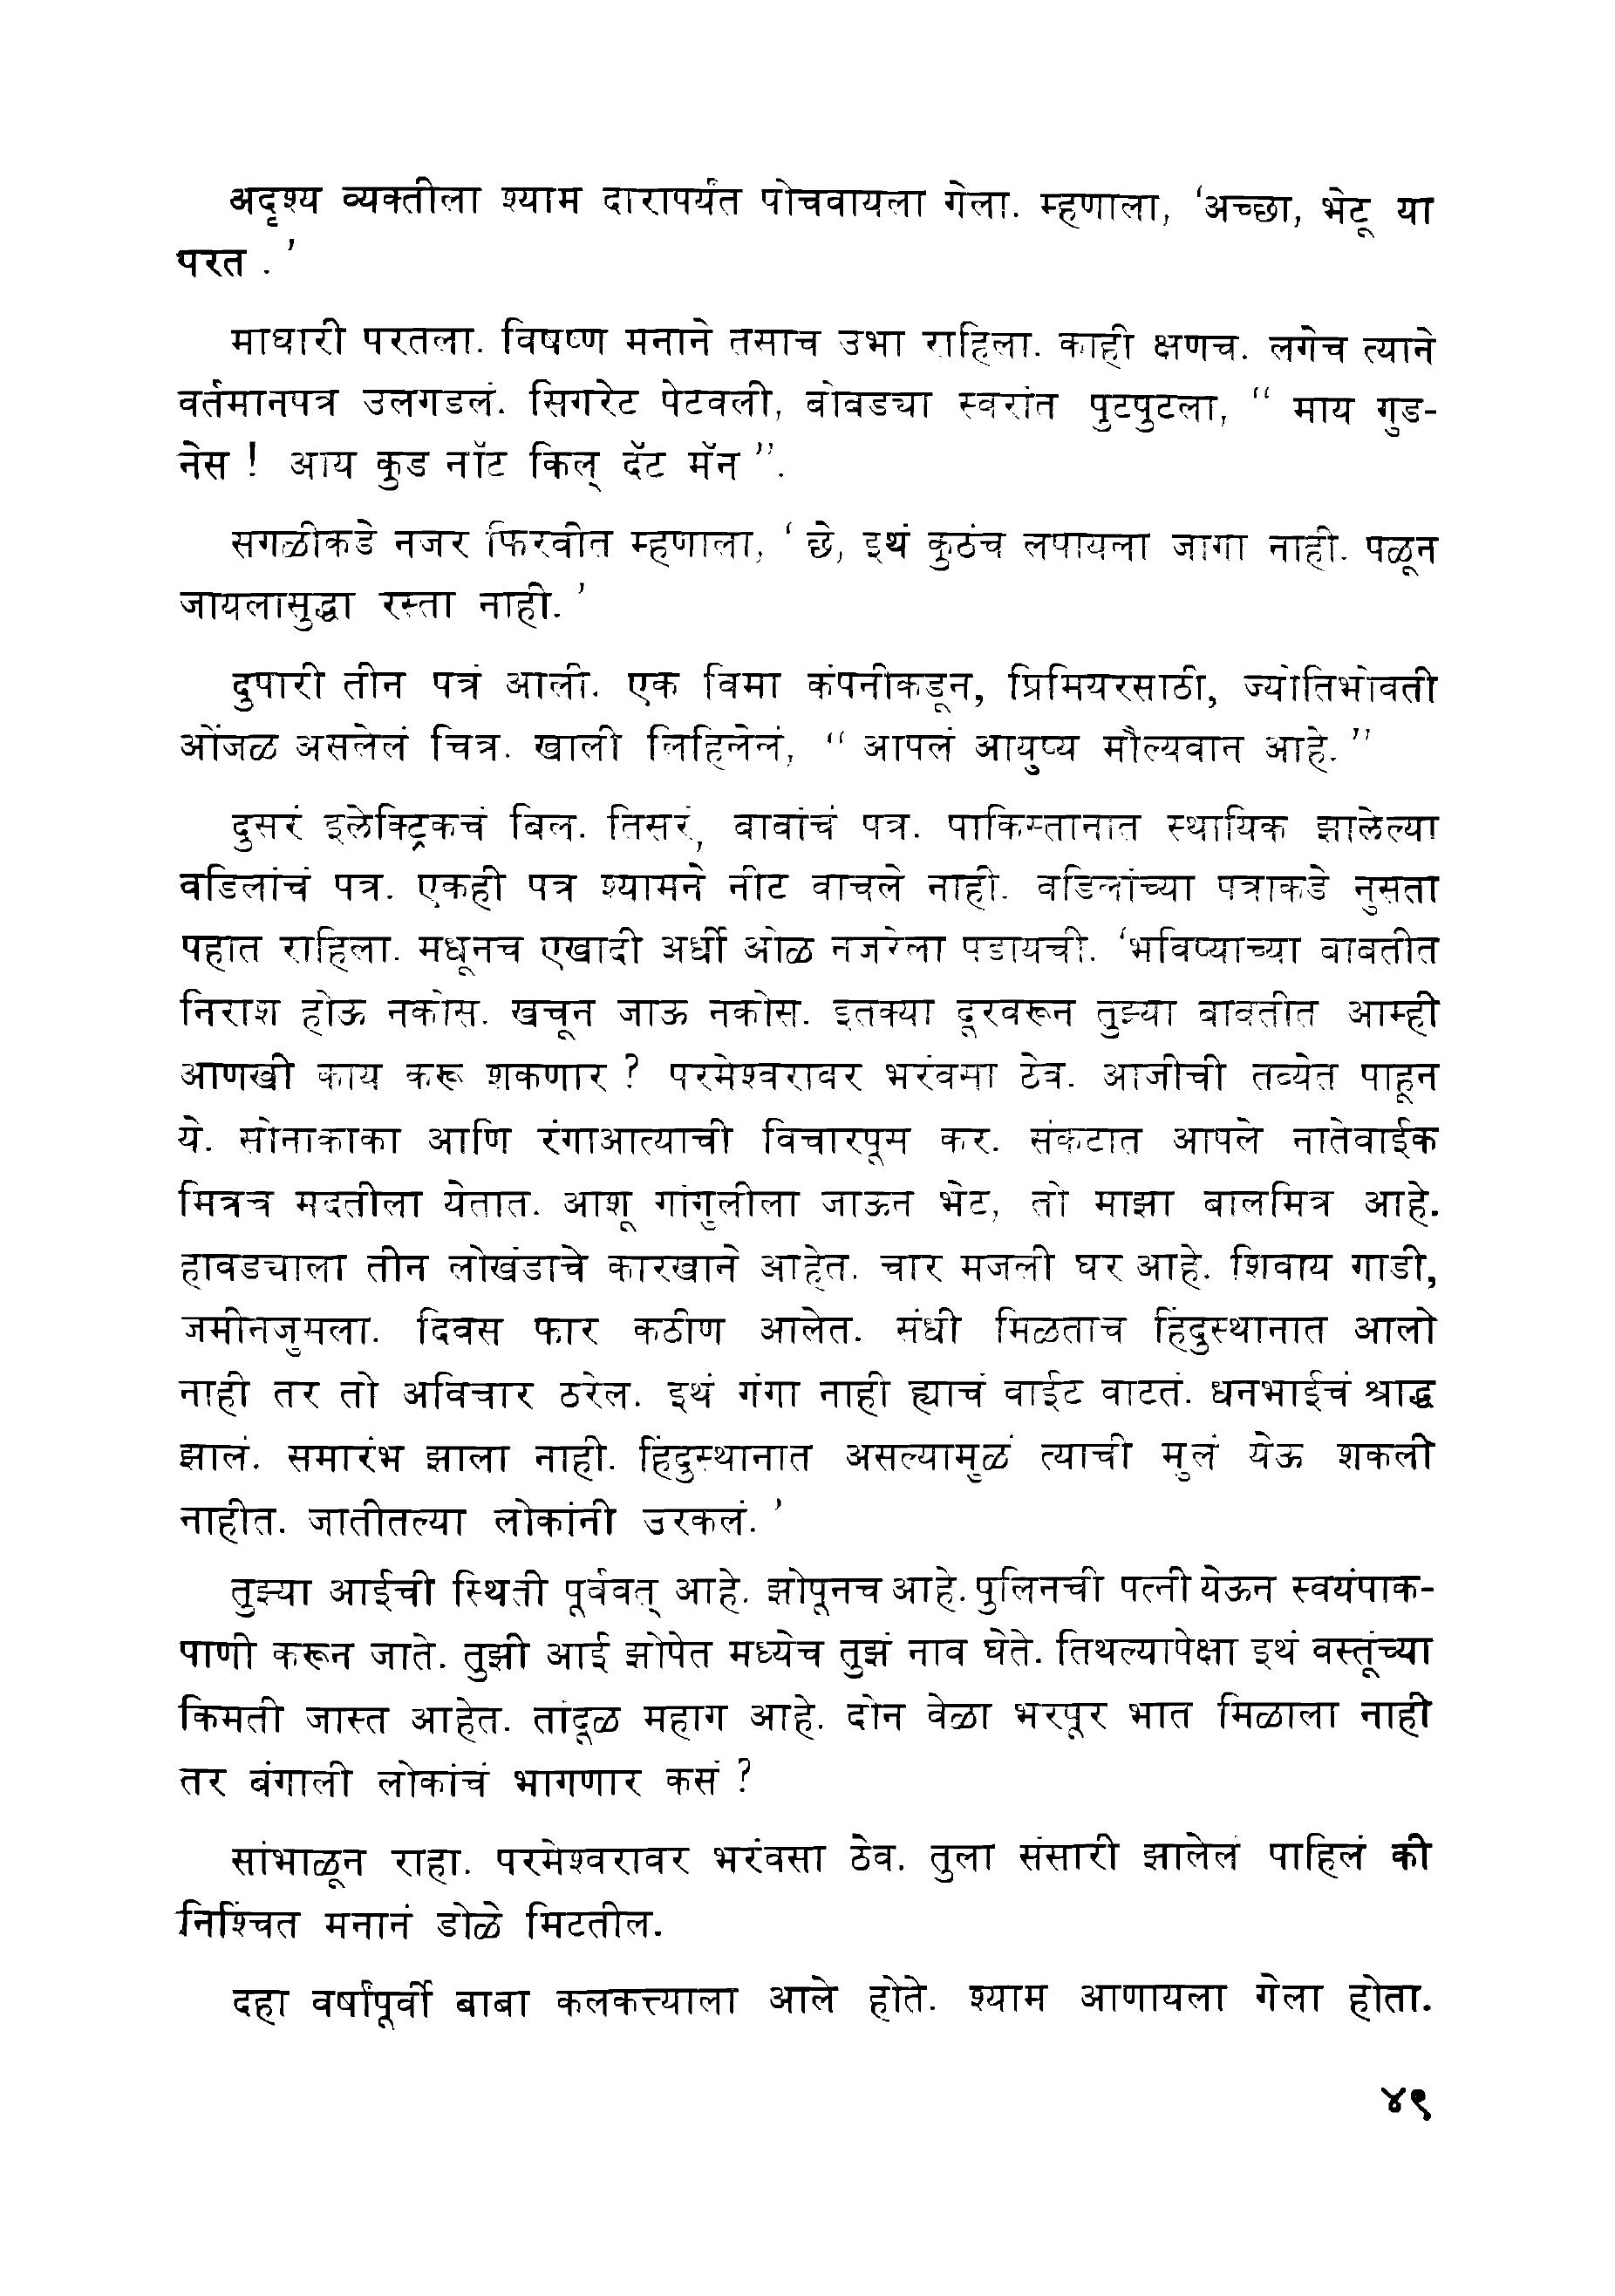 अदृश्य व्यक्तीला श्याम दारापर्यंत पोचवायला गेला. म्हणाला, 'अच्छा, भेटू या
परत . '
माघारी परतला. विषण्ण मनाने तसाच उभा राहिला. काही क्षणच. लगेच त्याने
वर्तमानपत्र उलगडलं. सिगरेट पेटवली, बोबड्या स्वरांत पुटपुटला, " माय गुड-
नेस ! आय कुड नॉट किल् दॅट मॅन ".
सगळीकडे नजर फिरवीत म्हणाला, ' छे, इथं कुठंच लपायला जागा नाही. पळून
जायलासुद्धा रस्ता नाही. '
दुपारी तीन पत्रं आली. एक विमा कंपनीकडून, प्रिमियरसाठी, ज्योतिभोवती
ओंजळ असलेलं चित्र. खाली लिहिलेलं, " आपलं आयुष्य मौल्यवान आहे. "
दुसरं इलेक्ट्रिकचं बिल. तिसरं, बाबांचं पत्र. पाकिस्तानात स्थायिक झालेल्या
वडिलांचं पत्र. एकही पत्र श्यामने नीट वाचले नाही. वडिलांच्या पत्राकडे नुसता
पहात राहिला. मधूनच एखादी अर्धी ओळ नजरेला पडायची. 'भविष्याच्या बाबतीत
निराश होऊ नकोस. खचून जाऊ नकोस. इतक्या दूरवरून तुझ्या बाबतीत आम्ही
आणखी काय करू शकणार ? परमेश्वरावर भरंवसा ठेव. आजीची तब्येत पाहून
ये. सोनाकाका आणि रंगाआत्याची विचारपूस कर. संकटात आपले नातेवाईक
मित्रच मदतीला येतात. आशू गांगुलीला जाऊन भेट, तो माझा बालमित्र आहे.
हावड्याला तीन लोखंडाचे कारखाने आहेत. चार मजली घर आहे. शिवाय गाडी,
जमीनजुमला. दिवस फार कठीण आलेत. संधी मिळताच हिंदुस्थानात आलो
नाही तर तो अविचार ठरेल. इथं गंगा नाही ह्याचं वाईट वाटतं. धनभाईचं श्राद्ध
झालं. समारंभ झाला नाही. हिंदुस्थानात असल्यामुळं त्याची मुलं येऊ शकली
नाहीत. जातीतल्या लोकांनी उरकलं. '
तुझ्या आईची स्थिती पूर्ववत् आहे. झोपूनच आहे. पुलिनची पत्नी येऊन स्वयंपाक-
पाणी करून जाते. तुझी आई झोपेत मध्येच तुझं नाव घेते. तिथल्यापेक्षा इथं वस्तूंच्या
किमती जास्त आहेत. तांदूळ महाग आहे. दोन वेळा भरपूर भात मिळाला नाही
तर बंगाली लोकांचं भागणार कसं ?
सांभाळून राहा. परमेश्वरावर भरंवसा ठेव. तुला संसारी झालेलं पाहिलं की
निश्चिंत मनानं डोळे मिटतील.
दहा वर्षांपूर्वी बाबा कलकत्त्याला आले होते. श्याम आणायला गेला होता.
४९